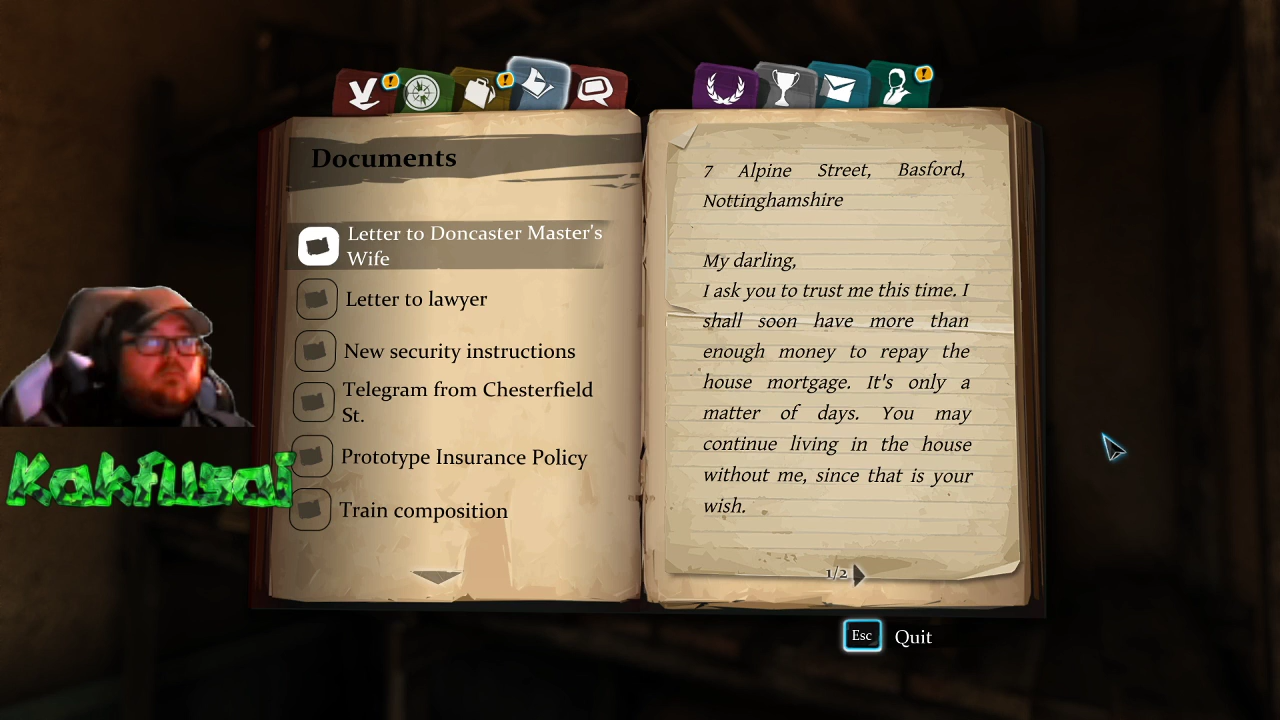 Documents
Letter to Doncaster Master's
Wife
Letter to lawyer
New security instructions
Telegram from Chesterfield
St.
Prototype Insurance Policy
Train composition
7 Alpine Street, Basford,
Nottinghamshire
My darling,
I ask you to trust me this time. I
shall soon have more than
enough money to repay the
house mortgage. It's only a
matter of days. You may
continue living in the house
without me, since that is your
wish.
1/2
Esc Quit
Kakfusai